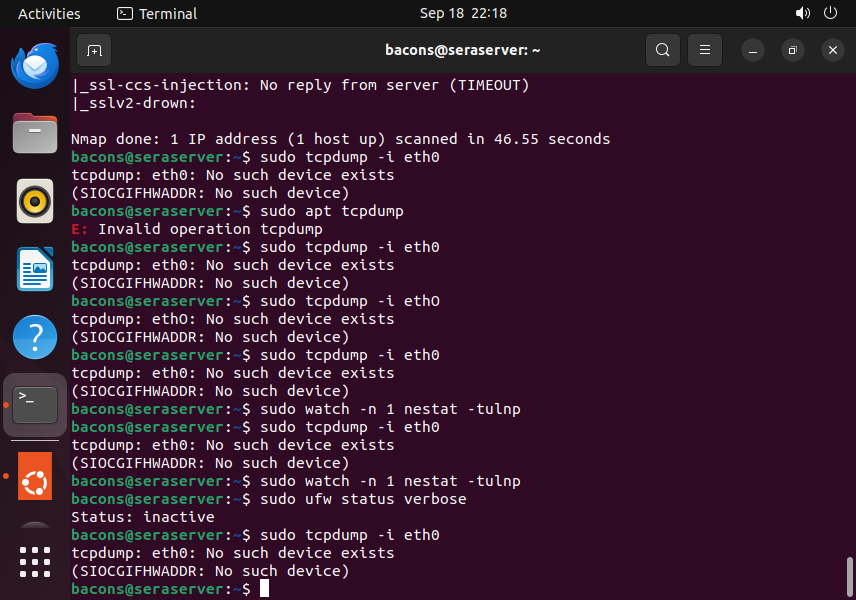 Activities
Terminal
Sep 18 22:18
bacons@seraserver: ~
|_ssl-ccs-injection: No reply from server (TIMEOUT)
|_sslv2-drown:
Nmap done: 1 IP address (1 host up) scanned in 46.55 seconds
bacons@seraserver:~$ sudo tcpdump -i eth0
tcpdump: eth0: No such device exists
(SIOCGIFHWADDR: No such device)
bacons@seraserver:~$ sudo apt tcpdump
E: Invalid operation tcpdump
bacons@seraserver:~$ sudo tcpdump -i eth0
tcpdump: eth0: No such device exists
(SIOCGIFHWADDR: No such device)
bacons@seraserver:~$ sudo tcpdump -i ethO
tcpdump: ethO: No such device exists
(SIOCGIFHWADDR: No such device)
bacons@seraserver:~$ sudo tcpdump -i eth0
tcpdump: eth0: No such device exists
(SIOCGIFHWADDR: No such device)
bacons@seraserver:~$ sudo watch -n 1 nestat -tulnp
bacons@seraserver:~$ sudo tcpdump -i eth0
tcpdump: eth0: No such device exists
(SIOCGIFHWADDR: No such device)
bacons@seraserver:~$ sudo watch -n 1 nestat -tulnp
bacons@seraserver:~$ sudo ufw status verbose
Status: inactive
bacons@seraserver:~$ sudo tcpdump -i eth0
tcpdump: eth0: No such device exists
(SIOCGIFHWADDR: No such device)
bacons@seraserver:~$